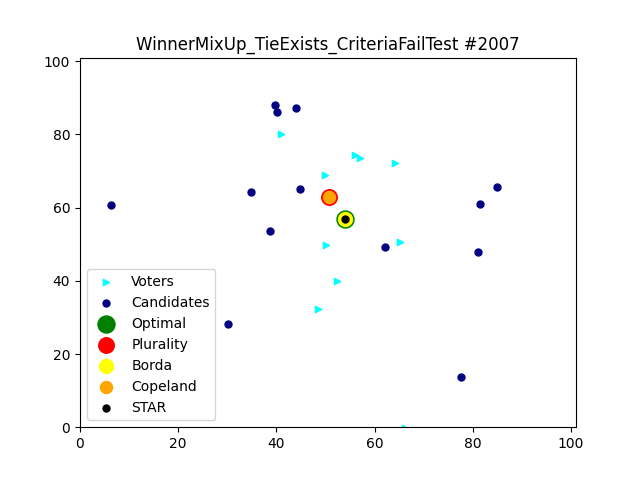 WinnerMixUp_TieExists_CriteriaFailTest #2007
100
80
60
40
20
0
Voters
Candidates
Optimal
Plurality
Borda
Copeland
STAR
0 20 40 60 80 100